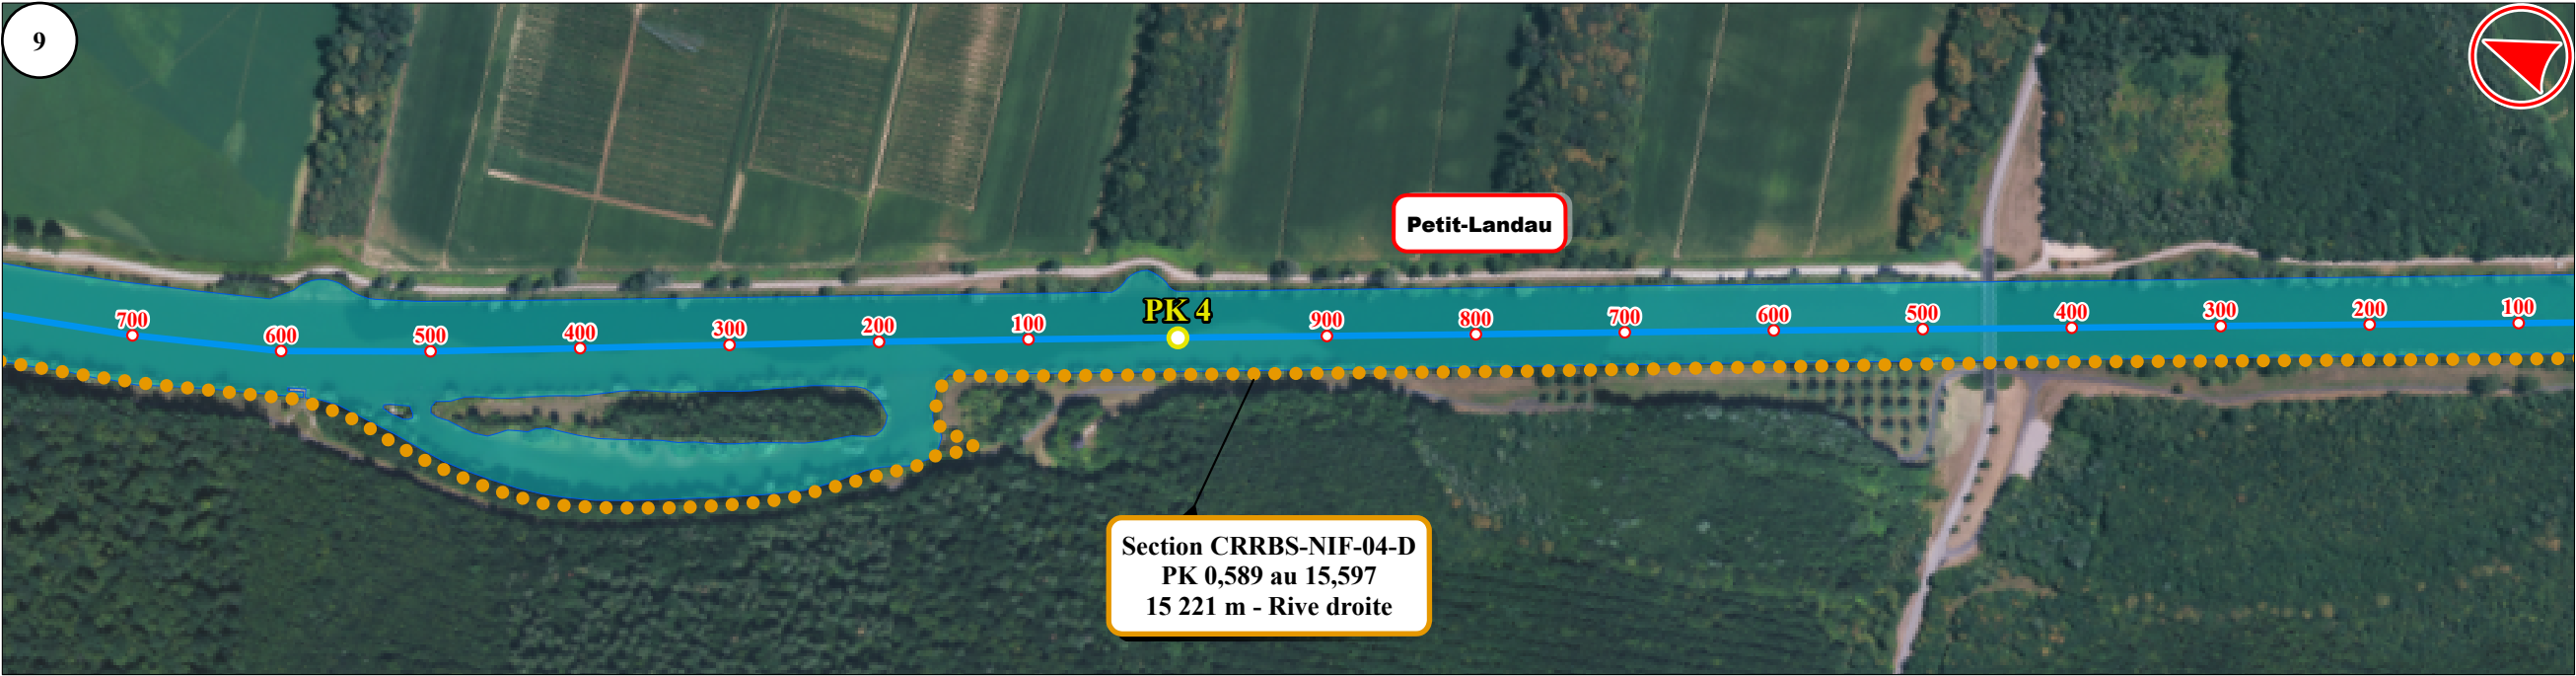 9
Petit-Landau
PK 4
700 600 500 400 300 200 100 900 800 700 600 500 400 300 200 100
Section CRRBS-NIF-04-D
PK 0,589 au 15,597
15 221 m - Rive droite